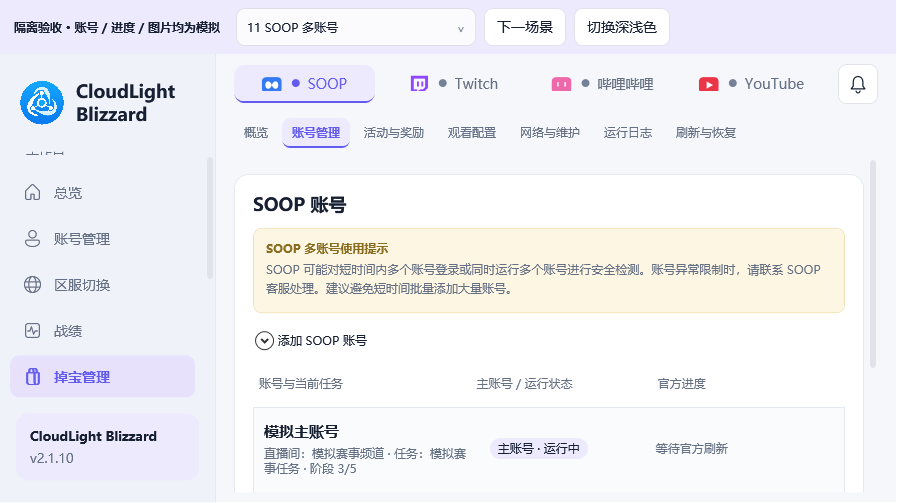 隔离验收 · 账号 / 进度 / 图片均为模拟
11 SOOP 多账号
下一场景
切换深浅色
CloudLight
Blizzard
SOOP
Twitch
哔哩哔哩
YouTube
概览
账号管理
活动与奖励
观看配置
网络与维护
运行日志
刷新与恢复
总览
账号管理
区服切换
战绩
掉宝管理
CloudLight Blizzard
v2.1.10
SOOP 账号
SOOP 多账号使用提示
SOOP 可能对短时间内多个账号登录或同时运行多个账号进行安全检测。账号异常限制时，请联系 SOOP
客服处理。建议避免短时间批量添加大量账号。
添加 SOOP 账号
账号与当前任务
主账号 / 运行状态
官方进度
模拟主账号
直播间：模拟赛事频道 · 任务：模拟赛
事任务 · 阶段 3/5
主账号 · 运行中
等待官方刷新